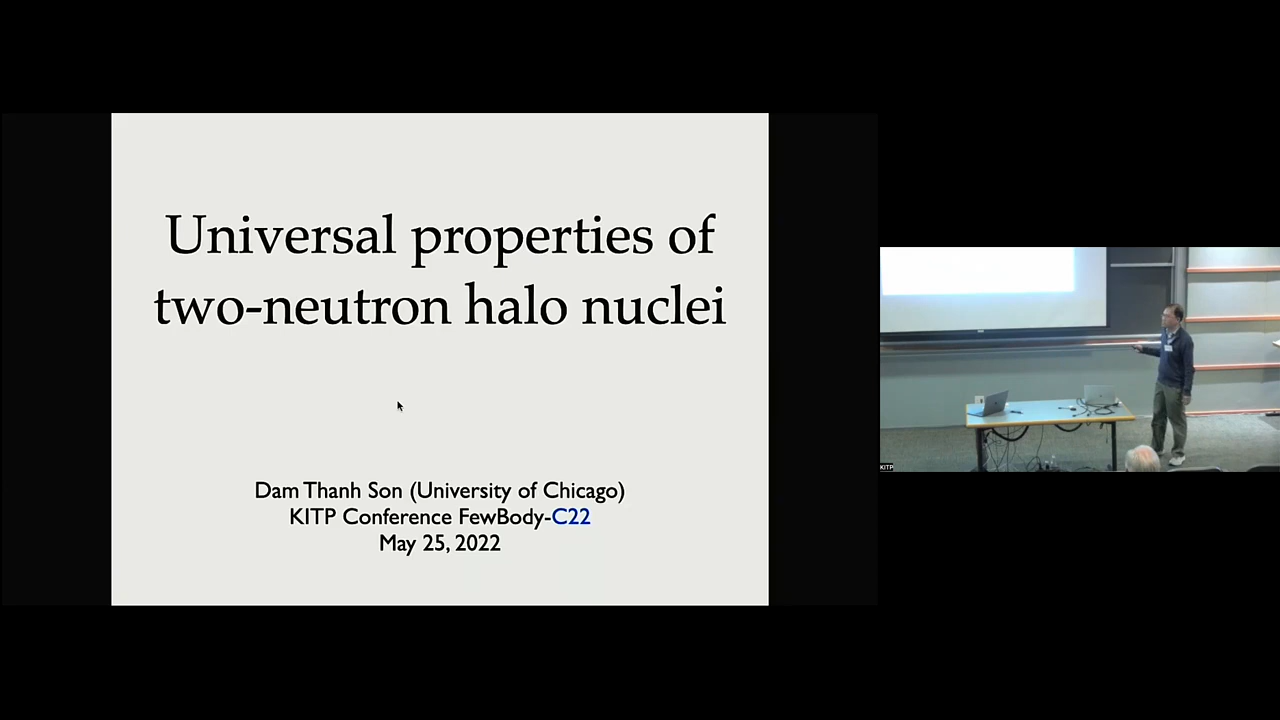 Universal properties of
two-neutron halo nuclei
Dam Thanh Son (University of Chicago)
KITP Conference FewBody-C22
May 25, 2022
KITP